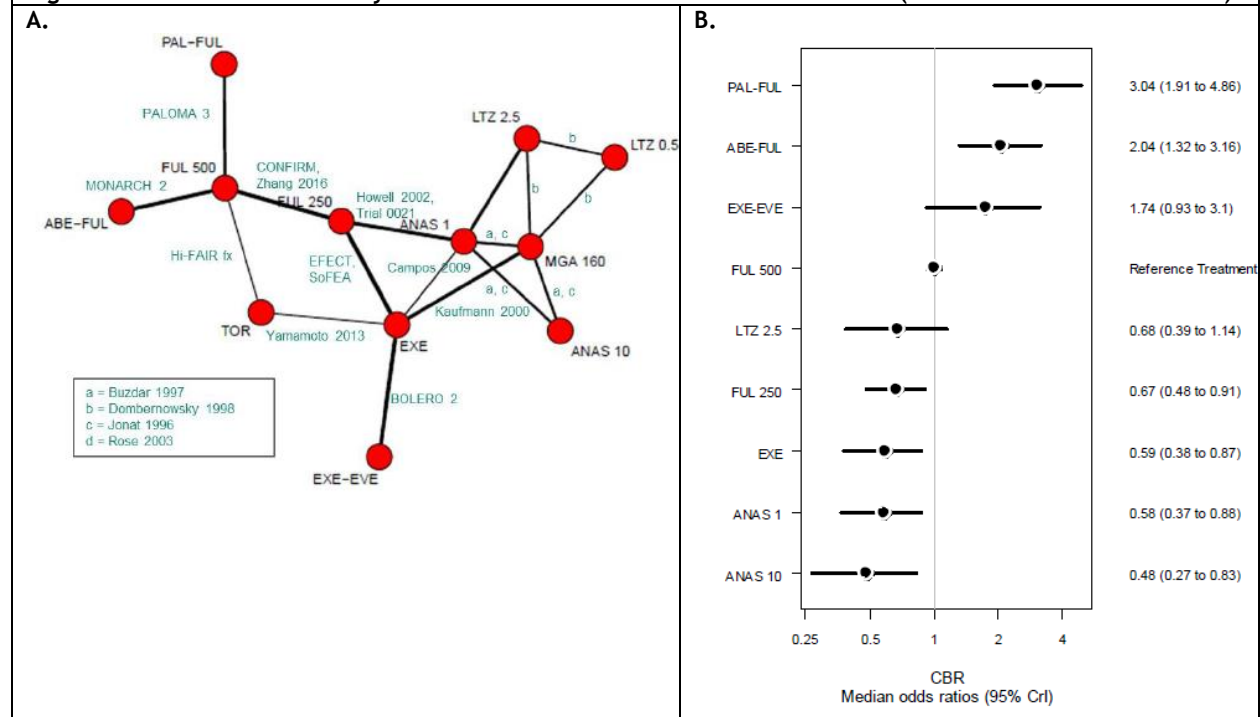 A.
PAL-FUL
PALOMA 3
LTZ 2.5
b
LTZ 0.5
FUL 500
CONFIRM,
Zhang 2016
MONARCH 2
b
b
FUL 250
Howell 2002,
Trial 0021
ABE-FUL
ANAS 1
a, c
Hi-FAIR fx
EFECT,
SoFEA
Campos 2009
MGA 160
a, c
a, c
Kaufmann 2000
TOR
Yamamoto 2013
EXE
ANAS 10
a = Buzdar 1997
b = Dombernowsky 1998
c = Jonat 1996
d = Rose 2003
BOLERO 2
EXE-EVE
B.
PAL-FUL 3.04 (1.91 to 4.86)
ABE-FUL 2.04 (1.32 to 3.16)
EXE-EVE 1.74 (0.93 to 3.1)
FUL 500 Reference Treatment
LTZ 2.5 0.68 (0.39 to 1.14)
FUL 250 0.67 (0.48 to 0.91)
EXE 0.59 (0.38 to 0.87)
ANAS 1 0.58 (0.37 to 0.88)
ANAS 10 0.48 (0.27 to 0.83)
0.25 0.5 1 2 4
CBR
Median odds ratios (95% CrI)